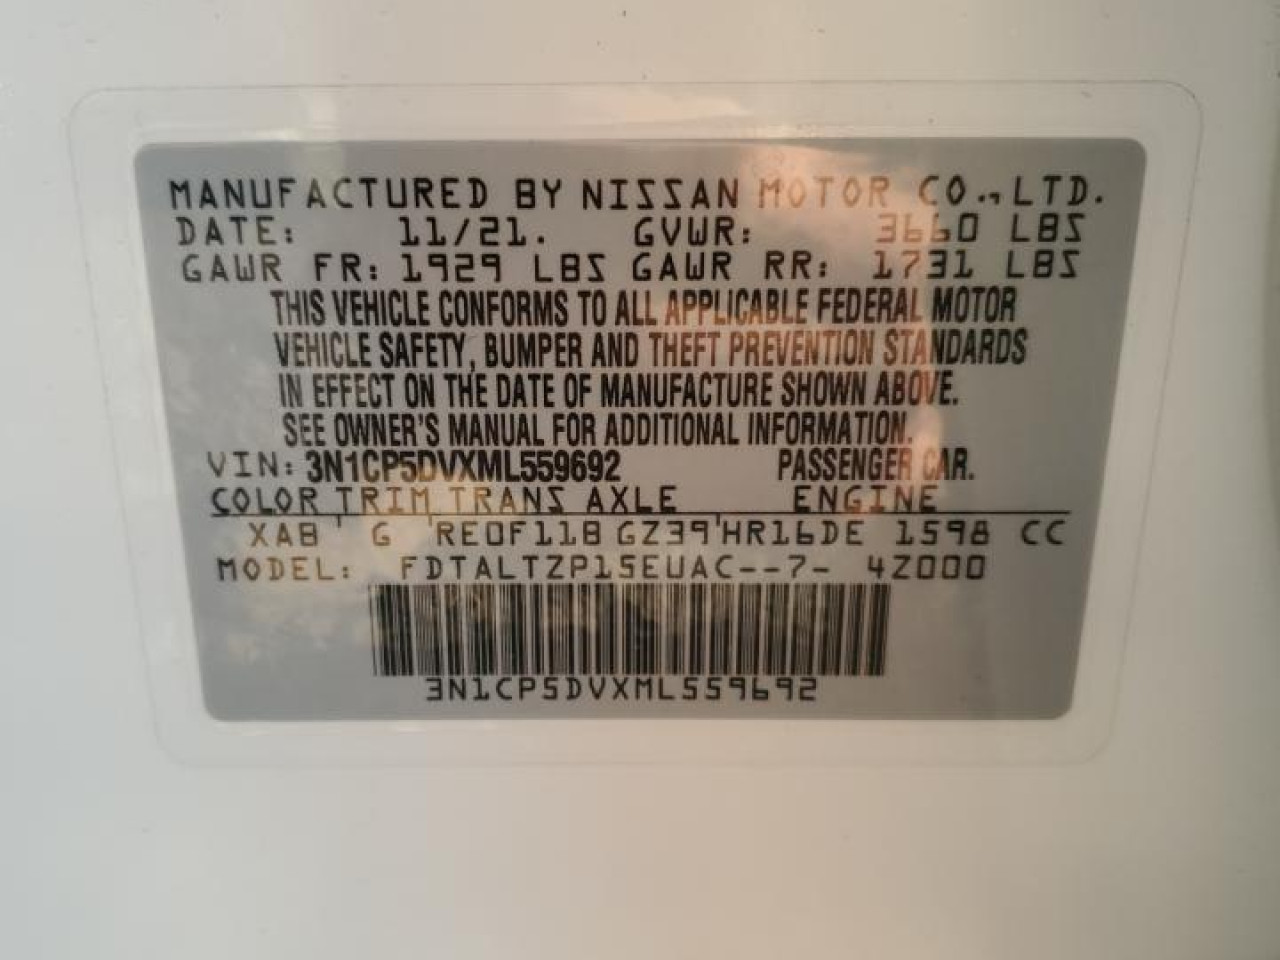 MANUFACTURED BY NISSAN MOTOR CO., LTD.
DATE: 11/21. GVWR: 3660 LBS
GAWR FR: 1929 LBS GAWR RR: 1731 LBS
THIS VEHICLE CONFORMS TO ALL APPLICABLE FEDERAL MOTOR
VEHICLE SAFETY, BUMPER AND THEFT PREVENTION STANDARDS
IN EFFECT ON THE DATE OF MANUFACTURE SHOWN ABOVE.
SEE OWNER'S MANUAL FOR ADDITIONAL INFORMATION.
VIN: 3N1CP5DVXML559692 PASSENGER CAR.
COLOR TRIM TRANS AXLE ENGINE
XAB ' G 'RE0F11B GZ39'HR16DE 1598 CC
MODEL: FDTALTZP15EUAC--7- 4Z000
3N1CP5DVXML559692